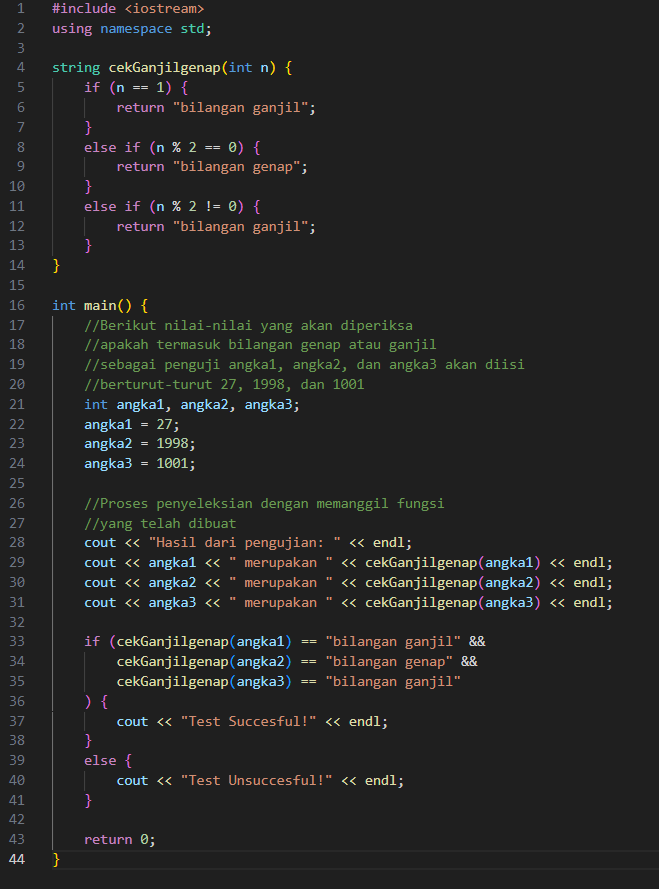 1 #include <iostream>
2 using namespace std;
3
4 string cekGanjilgenap(int n) {
5     if (n == 1) {
6         return "bilangan ganjil";
7     }
8     else if (n % 2 == 0) {
9         return "bilangan genap";
10     }
11     else if (n % 2 != 0) {
12         return "bilangan ganjil";
13     }
14 }
15
16 int main() {
17     //Berikut nilai-nilai yang akan diperiksa
18     //apakah termasuk bilangan genap atau ganjil
19     //sebagai penguji angka1, angka2, dan angka3 akan diisi
20     //berturut-turut 27, 1998, dan 1001
21     int angka1, angka2, angka3;
22     angka1 = 27;
23     angka2 = 1998;
24     angka3 = 1001;
25
26     //Proses penyeleksian dengan memanggil fungsi
27     //yang telah dibuat
28     cout << "Hasil dari pengujian: " << endl;
29     cout << angka1 << " merupakan " << cekGanjilgenap(angka1) << endl;
30     cout << angka2 << " merupakan " << cekGanjilgenap(angka2) << endl;
31     cout << angka3 << " merupakan " << cekGanjilgenap(angka3) << endl;
32
33     if (cekGanjilgenap(angka1) == "bilangan ganjil" &&
34         cekGanjilgenap(angka2) == "bilangan genap" &&
35         cekGanjilgenap(angka3) == "bilangan ganjil"
36     ) {
37         cout << "Test Succesful!" << endl;
38     }
39     else {
40         cout << "Test Unsuccesful!" << endl;
41     }
42
43     return 0;
44 }